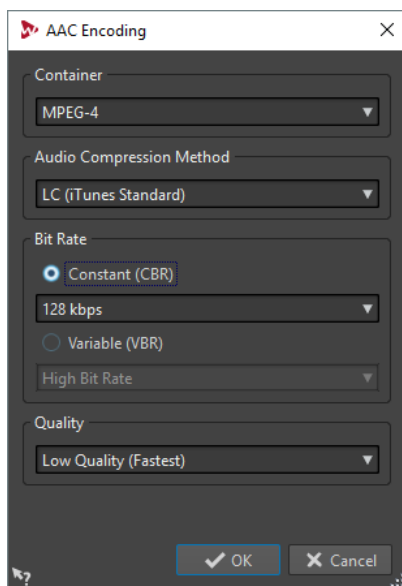 AAC Encoding
Container
MPEG-4
Audio Compression Method
LC (iTunes Standard)
Bit Rate
Constant (CBR)
128 kbps
Variable (VBR)
High Bit Rate
Quality
Low Quality (Fastest)
OK
Cancel